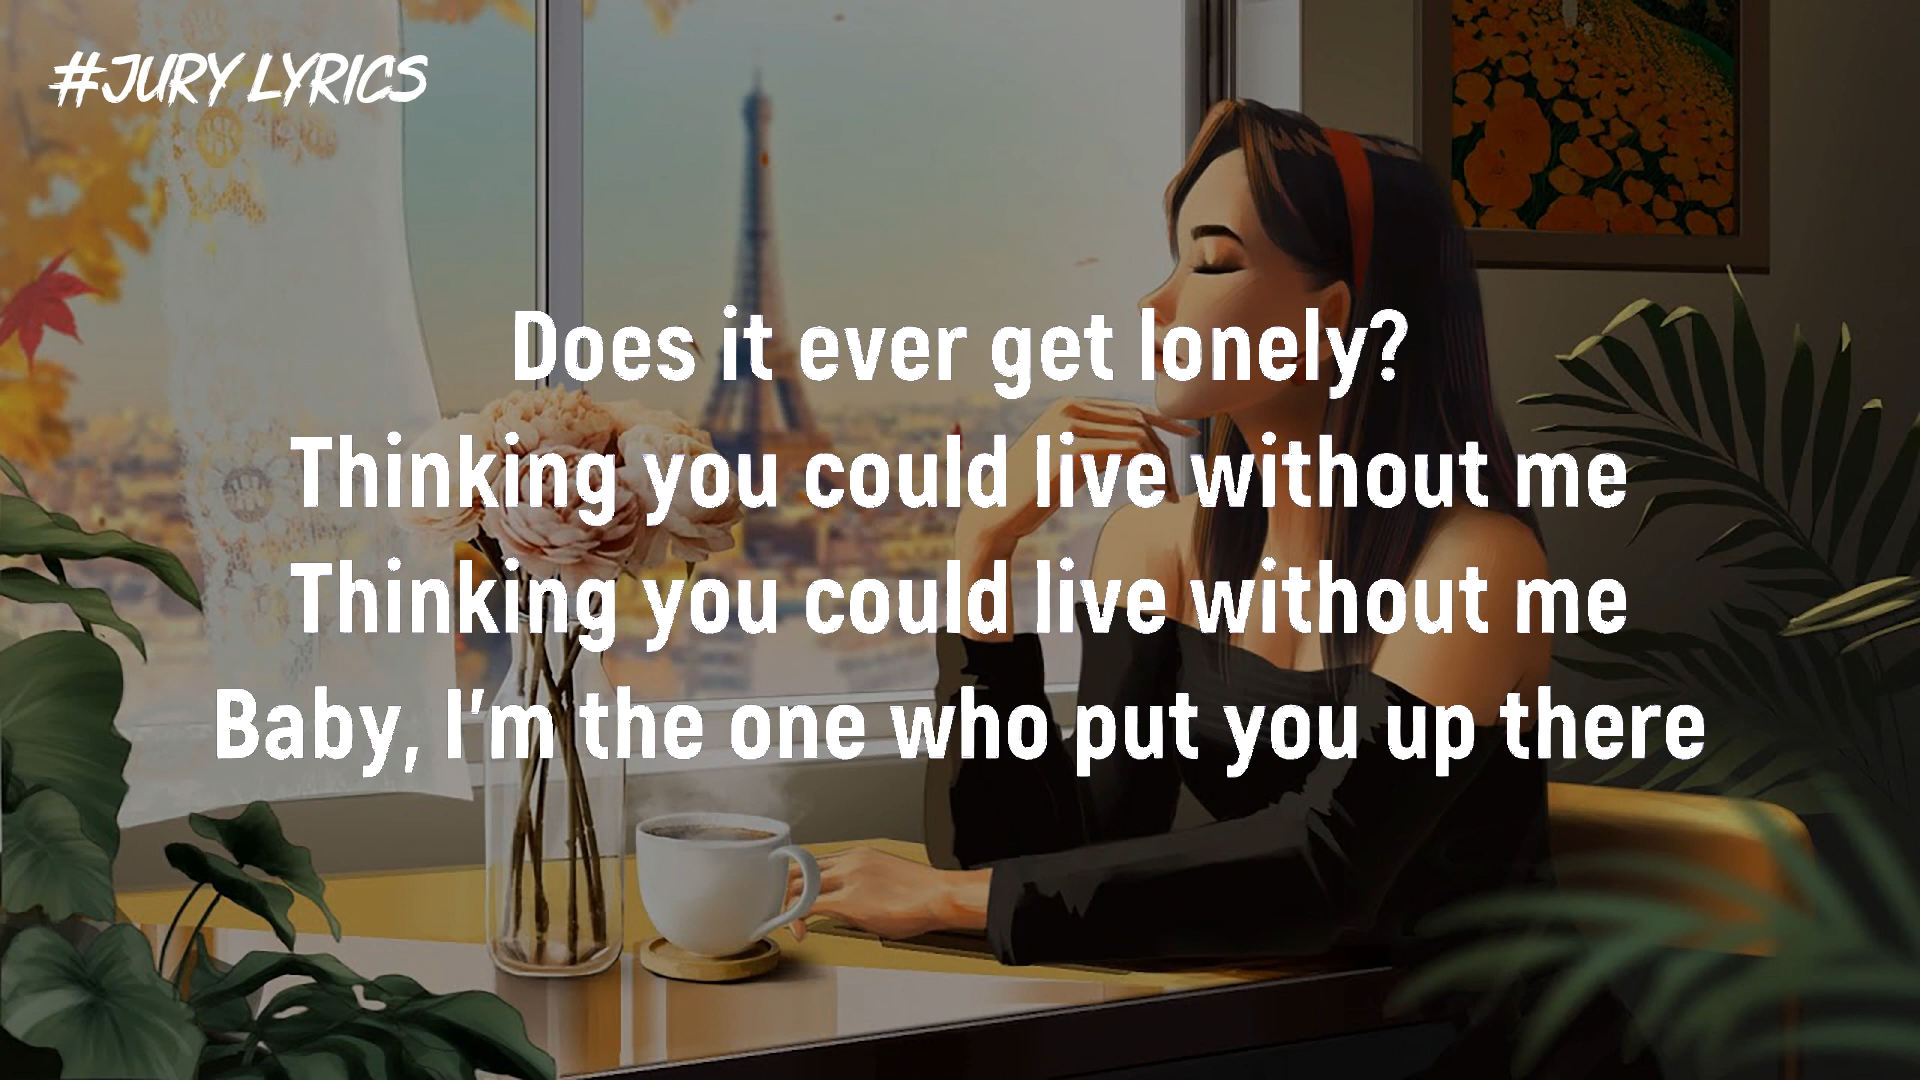 #JURY LYRICS
Does it ever get lonely?
Thinking you could live without me
Thinking you could live without me
Baby, I'm the one who put you up there